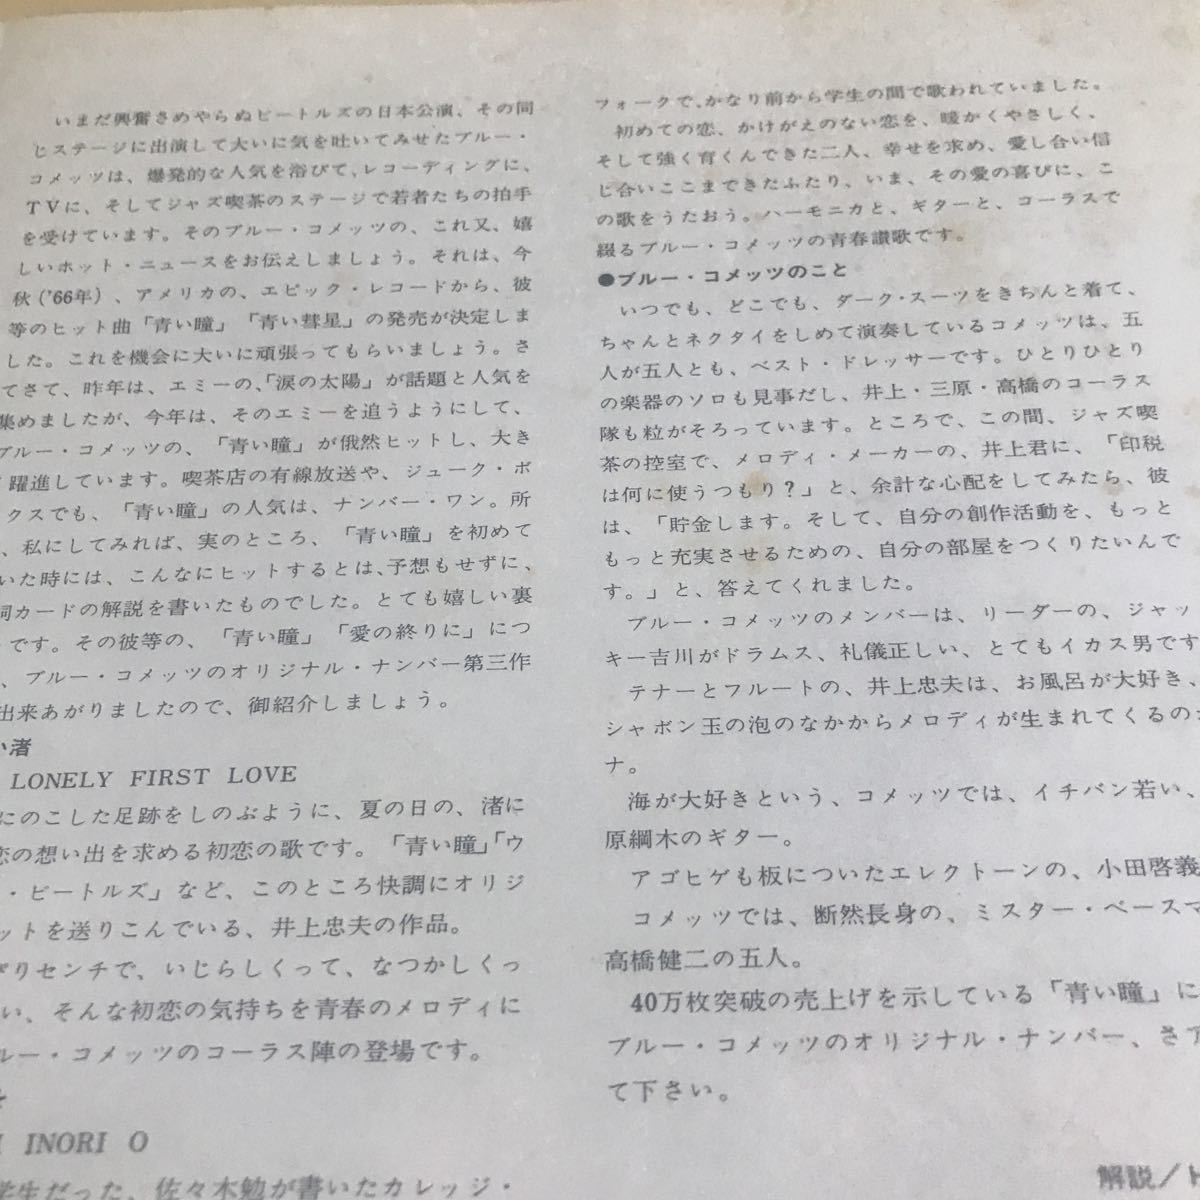 いまだ興奮さめやらぬビートルズの日本公演、その同
じステージに出演して大いに気を吐いてみせたブルー・
コメッツは、爆発的な人気を浴びて、レコーディングに、
TVに、そしてジャズ喫茶のステージで若者たちの拍手
を受けています。そのブルー・コメッツの、これ又、嬉
しいホット・ニュースをお伝えしましょう。それは、今
秋('66年)、アメリカの、エピック・レコードから、彼
等のヒット曲「青い瞳」「青い彗星」の発売が決定しま
した。これを機会に大いに頑張ってもらいましょう。さ
てさて、昨年は、エミーの、「涙の太陽」が話題と人気を
集めましたが、今年は、そのエミーを追うようにして、
ブルー・コメッツの、「青い瞳」が俄然ヒットし、大き
躍進しています。喫茶店の有線放送や、ジューク・ボ
ックスでも、「青い瞳」の人気は、ナンバー・ワン。所
、私にしてみれば、実のところ、「青い瞳」を初めて
いた時には、こんなにヒットするとは、予想もせずに、
詞カードの解説を書いたものでした。とても嬉しい裏
です。その彼等の、「青い瞳」「愛の終りに」につ
、ブルー・コメッツのオリジナル・ナンバー第三作
出来あがりましたので、御紹介しましょう。
い渚
LONELY FIRST LOVE
にのこした足跡をしのぶように、夏の日の、渚に
恋の想い出を求める初恋の歌です。「青い瞳」「ウ
・ビートルズ」など、このところ快調にオリジ
ットを送りこんでいる、井上忠夫の作品。
ぴりセンチで、いじらしくって、なつかしくっ
い、そんな初恋の気持ちを青春のメロディに
ルー・コメッツのコーラス陣の登場です。
を
I INORI O
学生だった、佐々木勉が書いたカレッジ・
フォークで、かなり前から学生の間で歌われていました。
初めての恋、かけがえのない恋を、暖かくやさしく、
そして強く育くんできた二人、幸せを求め、愛し合い信
じ合いここまできたふたり、いま、その愛の喜びに、こ
の歌をうたおう。ハーモニカと、ギターと、コーラスで
綴るブルー・コメッツの青春讃歌です。
●ブルー・コメッツのこと
いつでも、どこでも、ダーク・スーツをきちんと着て、
ちゃんとネクタイをしめて演奏しているコメッツは、五
人が五人とも、ベスト・ドレッサーです。ひとりひとり
の楽器のソロも見事だし、井上・三原・高橋のコーラス
隊も粒がそろっています。ところで、この間、ジャズ喫
茶の控室で、メロディ・メーカーの、井上君に、「印税
は何に使うつもり?」と、余計な心配をしてみたら、彼
は、「貯金します。そして、自分の創作活動を、もっと
もっと充実させるための、自分の部屋をつくりたいんで
す。」と、答えてくれました。
ブルー・コメッツのメンバーは、リーダーの、ジャッ
キー吉川がドラムス、礼儀正しい、とてもイカス男です
テナーとフルートの、井上忠夫は、お風呂が大好き、
シャボン玉の泡のなかからメロディが生まれてくるのか
ナ。
海が大好きという、コメッツでは、イチバン若い、
原綱木のギター。
アゴヒゲも板についたエレクトーンの、小田啓義
コメッツでは、断然長身の、ミスター・ベースマ
高橋健二の五人。
40万枚突破の売上げを示している「青い瞳」に
ブルー・コメッツのオリジナル・ナンバー、さア
て下さい。
解説/